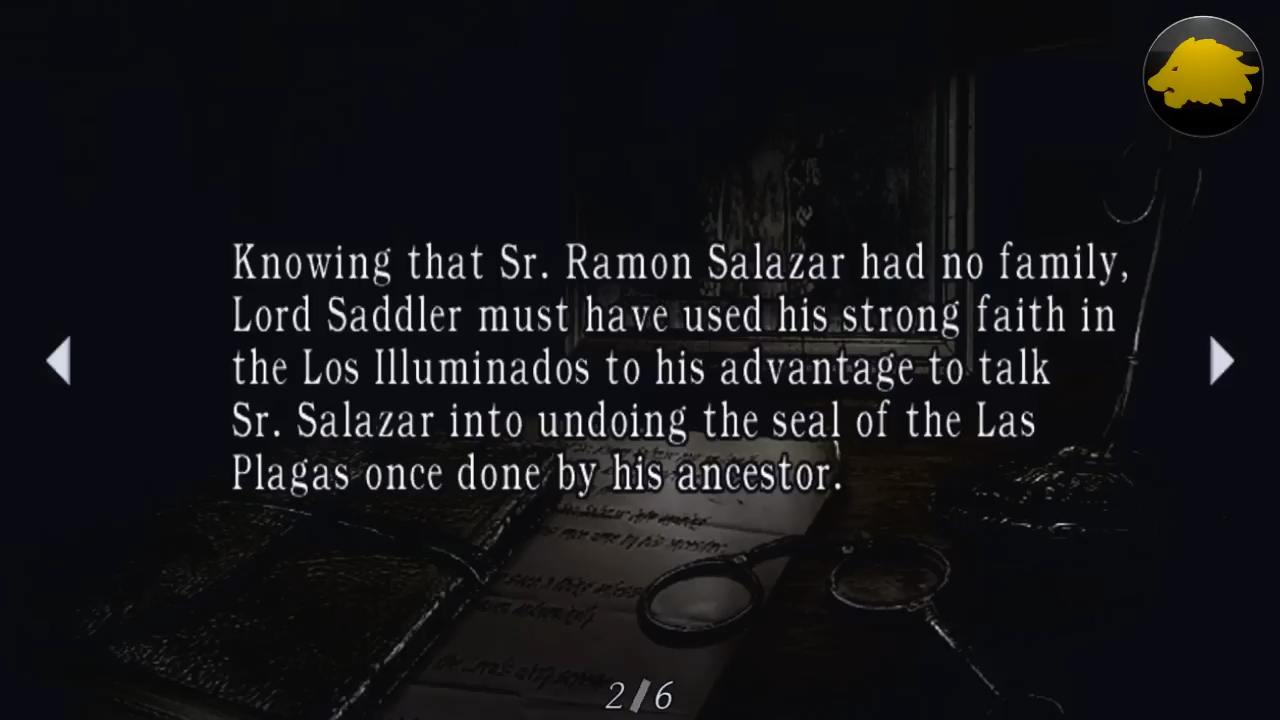 Knowing that Sr. Ramon Salazar had no family,
Lord Saddler must have used his strong faith in
the Los Illuminados to his advantage to talk
Sr. Salazar into undoing the seal of the Las
Plagas once done by his ancestor.
2/6